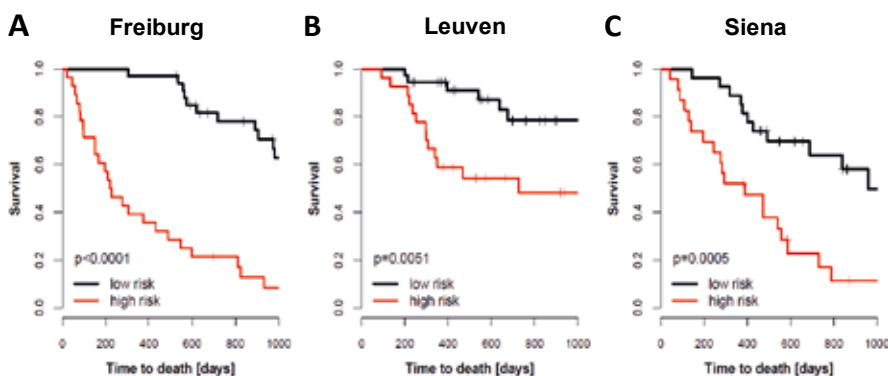 A Freiburg
B Leuven
C Siena
Survival
1.0
0.8
0.6
0.4
0.2
0.0
p<0.0001
low risk
high risk
0 200 400 600 800 1000
Time to death [days]
Survival
1.0
0.8
0.6
0.4
0.2
0.0
p=0.0051
low risk
high risk
0 200 400 600 800 1000
Time to death [days]
Survival
1.0
0.8
0.6
0.4
0.2
0.0
p=0.0005
low risk
high risk
0 200 400 600 800 1000
Time to death [days]